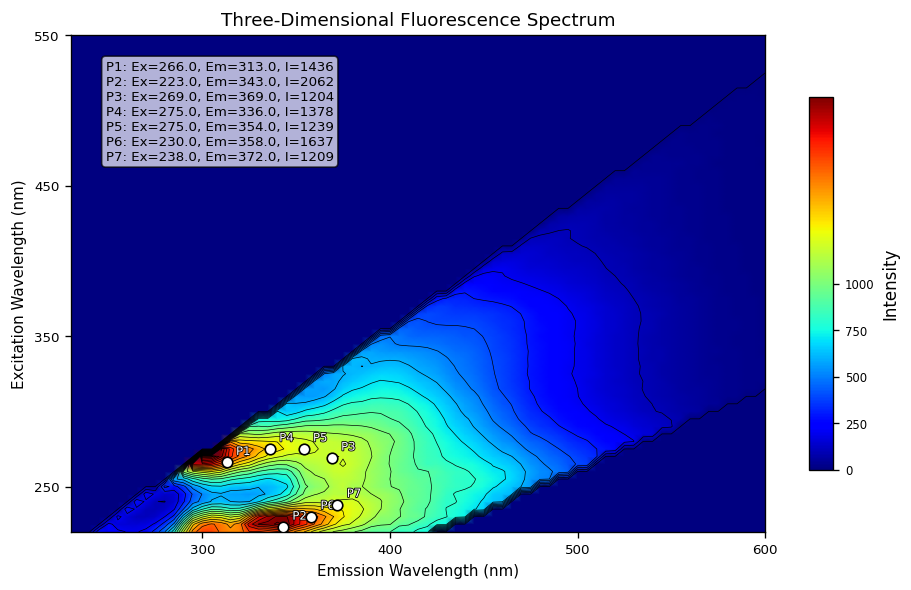 Three-Dimensional Fluorescence Spectrum
550
450
350
250
Excitation Wavelength (nm)
P1: Ex=266.0, Em=313.0, I=1436
P2: Ex=223.0, Em=343.0, I=2062
P3: Ex=269.0, Em=369.0, I=1204
P4: Ex=275.0, Em=336.0, I=1378
P5: Ex=275.0, Em=354.0, I=1239
P6: Ex=230.0, Em=358.0, I=1637
P7: Ex=238.0, Em=372.0, I=1209
P4
P5
P1
P3
P7
P6
P2
300
400
500
600
Emission Wavelength (nm)
1000
750
500
250
0
Intensity